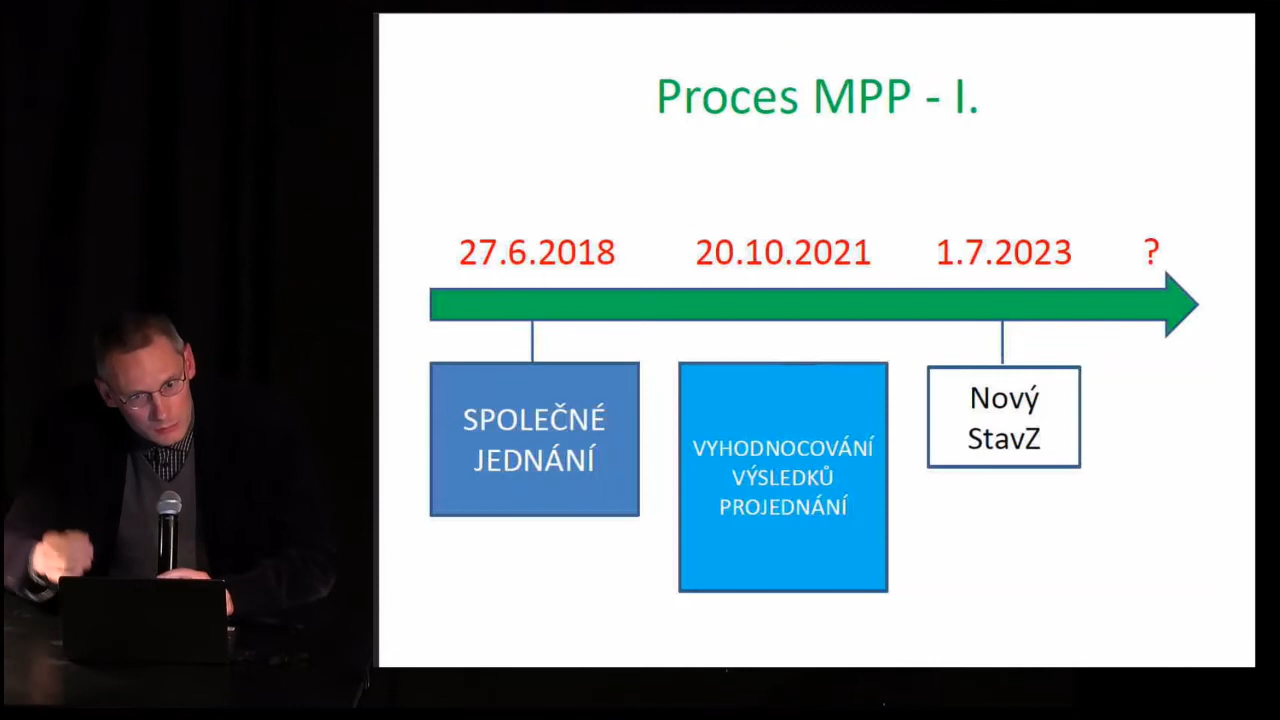 Proces MPP - I.
27.6.2018
20.10.2021
1.7.2023
?
SPOLEČNÉ
JEDNÁNÍ
VYHODNOCOVÁNÍ
VÝSLEDKŮ
PROJEDNÁNÍ
Nový
StavZ